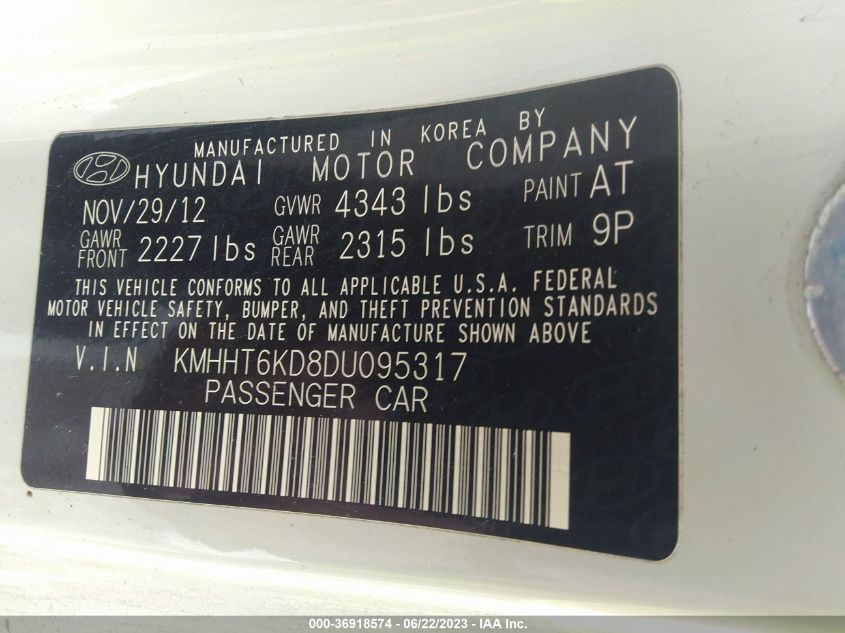 MANUFACTURED IN KOREA BY
HYUNDAI MOTOR COMPANY
NOV/29/12 GVWR 4343 lbs PAINT AT
GAWR FRONT 2227 lbs GAWR REAR 2315 lbs TRIM 9P
THIS VEHICLE CONFORMS TO ALL APPLICABLE U.S.A. FEDERAL
MOTOR VEHICLE SAFETY, BUMPER, AND THEFT PREVENTION STANDARDS
IN EFFECT ON THE DATE OF MANUFACTURE SHOWN ABOVE
V.I.N KMHHT6KD8DU095317
PASSENGER CAR
000-36918574 - 06/22/2023 - IAA Inc.